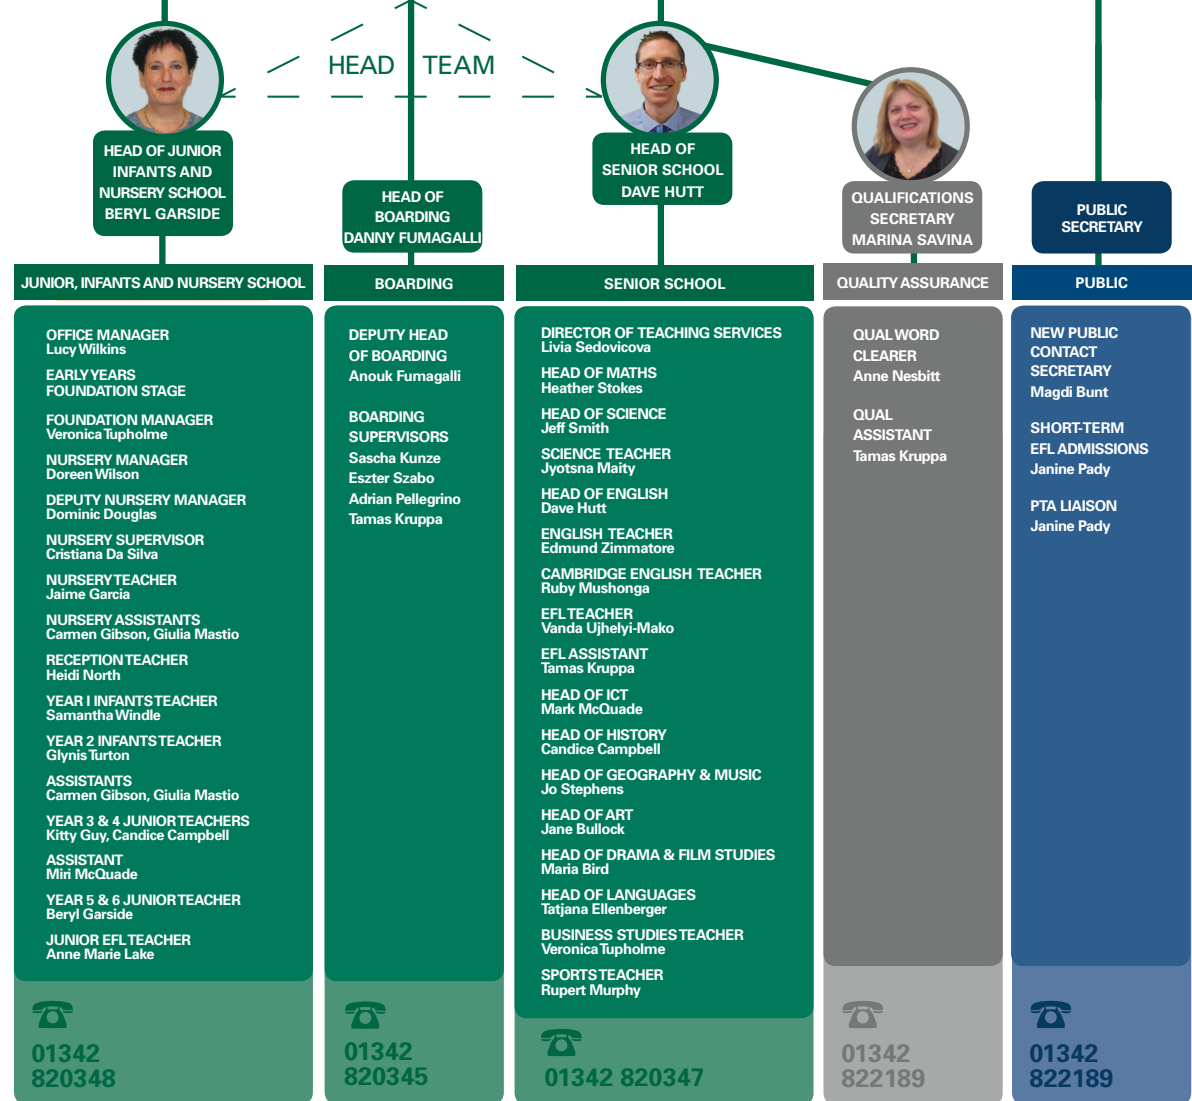 HEAD TEAM
HEAD OF JUNIOR
INFANTS AND
NURSERY SCHOOL
BERYL GARSIDE
HEAD OF
BOARDING
DANNY FUMAGALLI
HEAD OF
SENIOR SCHOOL
DAVE HUTT
QUALIFICATIONS
SECRETARY
MARINA SAVINA
PUBLIC
SECRETARY
JUNIOR, INFANTS AND NURSERY SCHOOL
OFFICE MANAGER
Lucy Wilkins
EARLY YEARS
FOUNDATION STAGE
FOUNDATION MANAGER
Veronica Tupholme
NURSERY MANAGER
Doreen Wilson
DEPUTY NURSERY MANAGER
Dominic Douglas
NURSERY SUPERVISOR
Cristiana Da Silva
NURSERY TEACHER
Jaime Garcia
NURSERY ASSISTANTS
Carmen Gibson, Giulia Mastio
RECEPTION TEACHER
Heidi North
YEAR I INFANTS TEACHER
Samantha Windle
YEAR 2 INFANTS TEACHER
Glynis Turton
ASSISTANTS
Carmen Gibson, Giulia Mastio
YEAR 3 & 4 JUNIOR TEACHERS
Kitty Guy, Candice Campbell
ASSISTANT
Miri McQuade
YEAR 5 & 6 JUNIOR TEACHER
Beryl Garside
JUNIOR EFL TEACHER
Anne Marie Lake
01342
820348
BOARDING
DEPUTY HEAD
OF BOARDING
Anouk Fumagalli
BOARDING
SUPERVISORS
Sascha Kunze
Eszter Szabo
Adrian Pellegrino
Tamas Kruppa
01342
820345
SENIOR SCHOOL
DIRECTOR OF TEACHING SERVICES
Livia Sedovicova
HEAD OF MATHS
Heather Stokes
HEAD OF SCIENCE
Jeff Smith
SCIENCE TEACHER
Jyotsna Maity
HEAD OF ENGLISH
Dave Hutt
ENGLISH TEACHER
Edmund Zimmatore
CAMBRIDGE ENGLISH TEACHER
Ruby Mushonga
EFL TEACHER
Vanda Ujhelyi-Mako
EFL ASSISTANT
Tamas Kruppa
HEAD OF ICT
Mark McQuade
HEAD OF HISTORY
Candice Campbell
HEAD OF GEOGRAPHY & MUSIC
Jo Stephens
HEAD OF ART
Jane Bullock
HEAD OF DRAMA & FILM STUDIES
Maria Bird
HEAD OF LANGUAGES
Tatjana Ellenberger
BUSINESS STUDIES TEACHER
Veronica Tupholme
SPORTS TEACHER
Rupert Murphy
01342 820347
QUALITY ASSURANCE
QUAL WORD
CLEARER
Anne Nesbitt
QUAL
ASSISTANT
Tamas Kruppa
01342
822189
PUBLIC
NEW PUBLIC
CONTACT
SECRETARY
Magdi Bunt
SHORT-TERM
EFL ADMISSIONS
Janine Pady
PTA LIAISON
Janine Pady
01342
822189